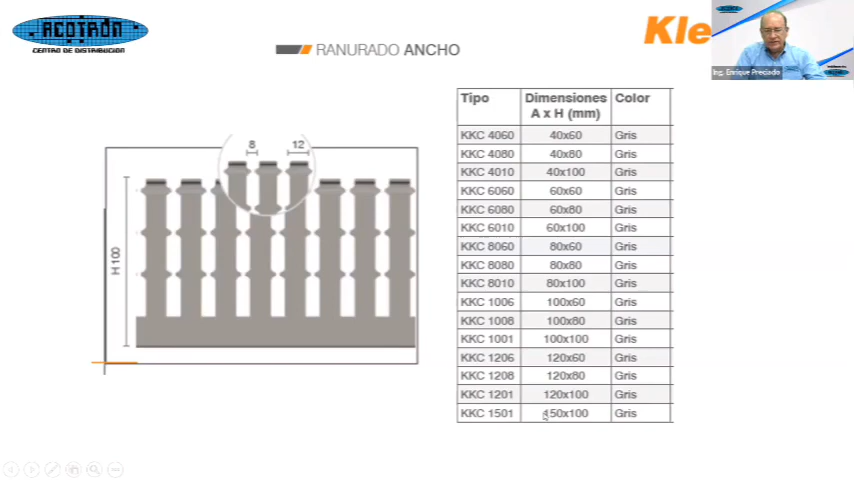 ACOTRÓN
CENTRO DE DISTRIBUCIÓN
RANURADO ANCHO
Kle
Ing. Enrique Preciado
8
12
H 100
Tipo Dimensiones A x H (mm) Color
KKC 4060 40x60 Gris
KKC 4080 40x80 Gris
KKC 4010 40x100 Gris
KKC 6060 60x60 Gris
KKC 6080 60x80 Gris
KKC 6010 60x100 Gris
KKC 8060 80x60 Gris
KKC 8080 80x80 Gris
KKC 8010 80x100 Gris
KKC 1006 100x60 Gris
KKC 1008 100x80 Gris
KKC 1001 100x100 Gris
KKC 1206 120x60 Gris
KKC 1208 120x80 Gris
KKC 1201 120x100 Gris
KKC 1501 150x100 Gris